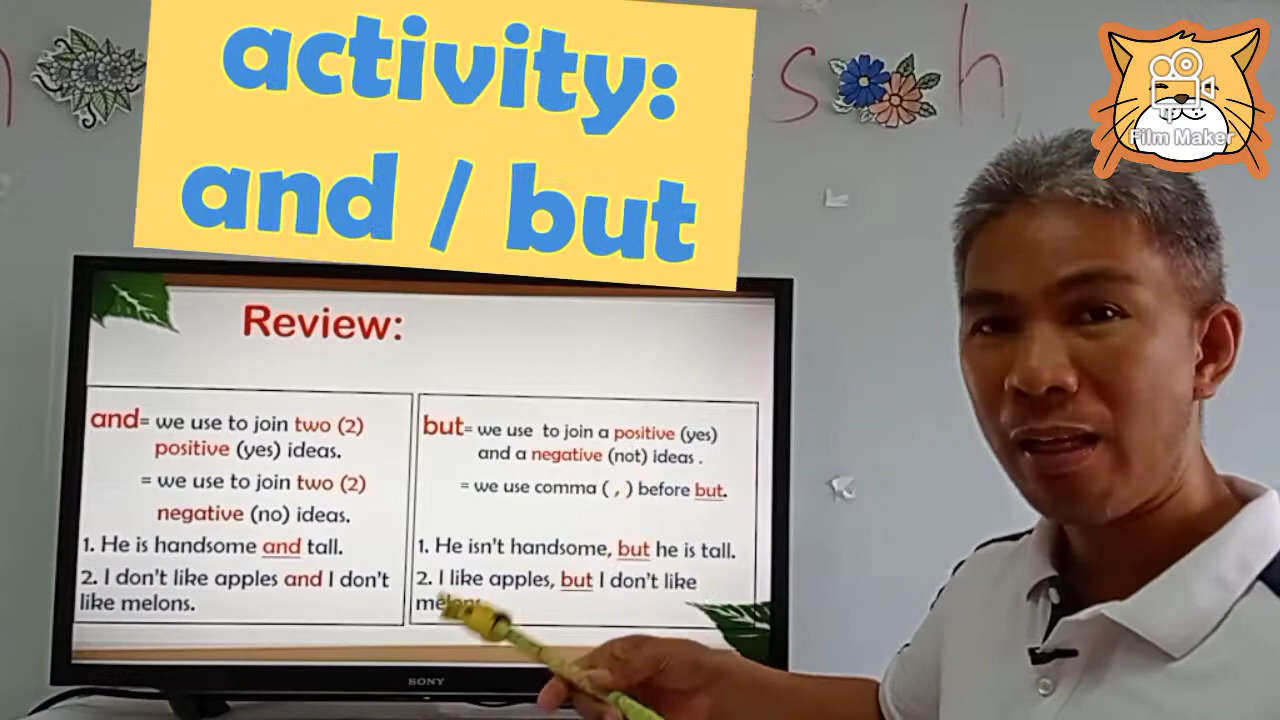 activity:
and / but
s h
Film Maker
Review:
and= we use to join two (2)
positive (yes) ideas.
= we use to join two (2)
negative (no) ideas.
1. He is handsome and tall.
2. I don't like apples and I don't
like melons.
but= we use to join a positive (yes)
and a negative (not) ideas .
= we use comma ( , ) before but.
1. He isn't handsome, but he is tall.
2. I like apples, but I don't like
SONY